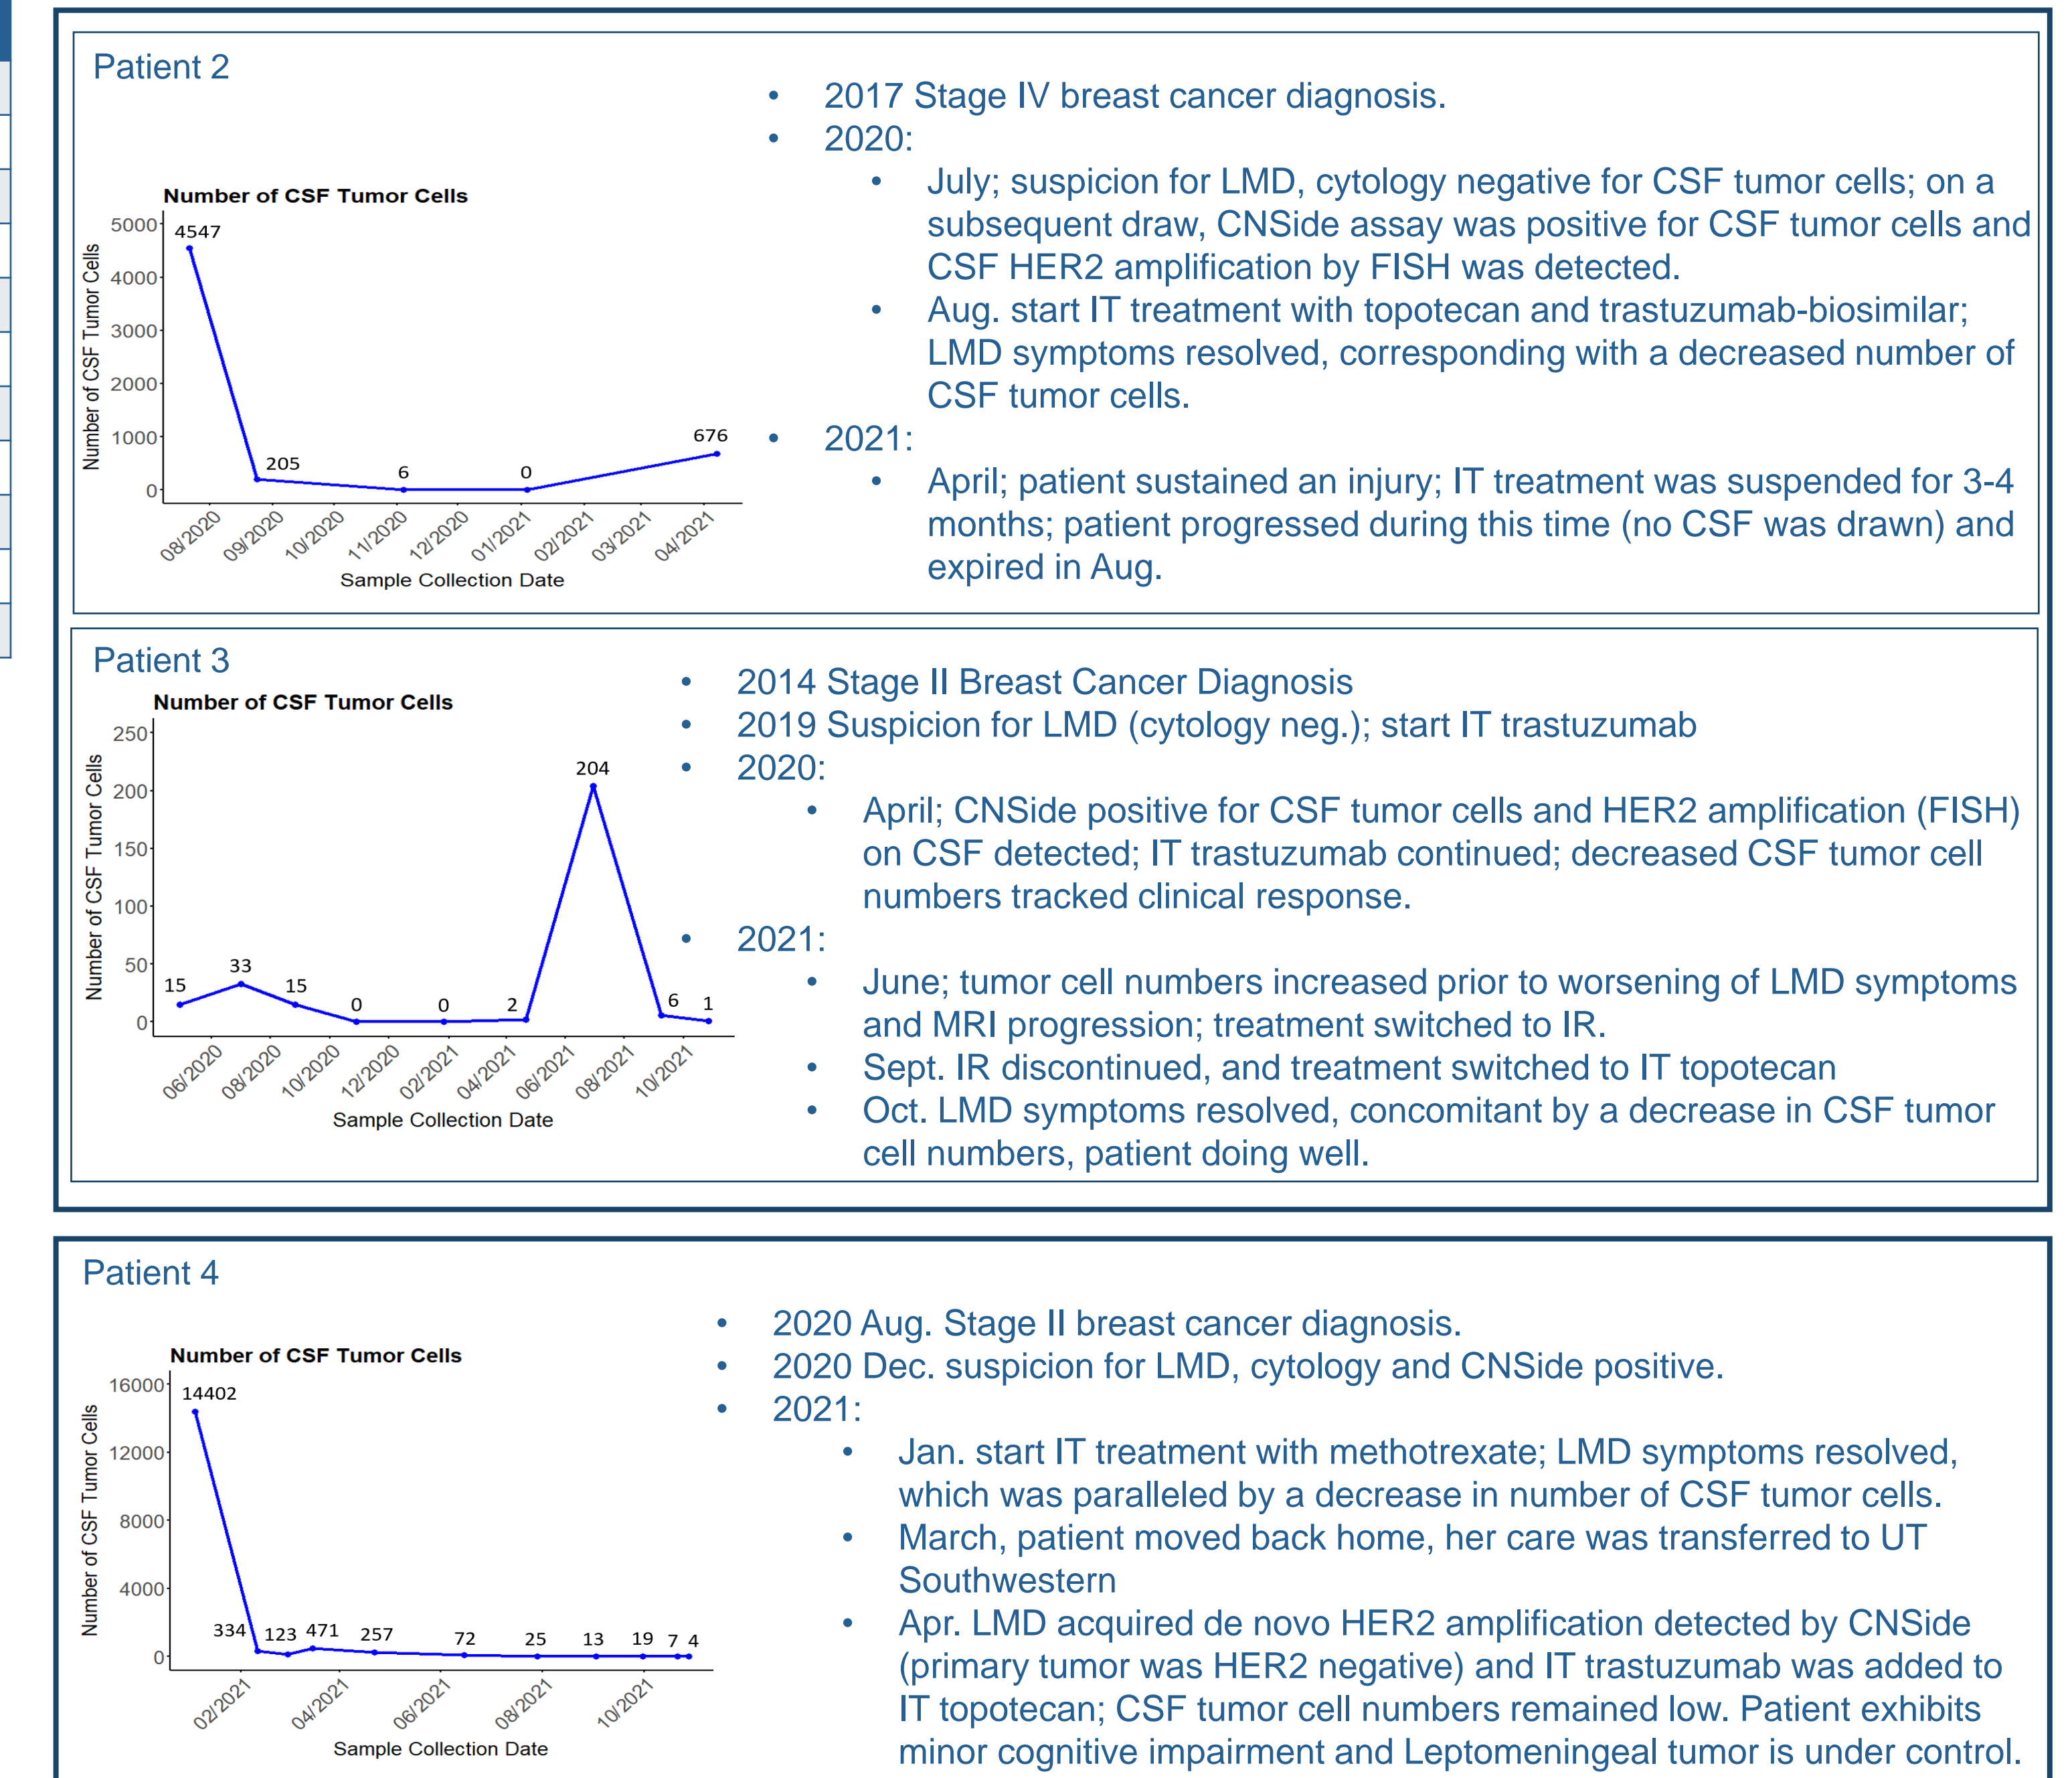 Patient 2
Number of CSF Tumor Cells
Number of CSF Tumor Cells
5000
4000
3000
2000
1000
0
4547
205
6
0
676
08/2020
09/2020
10/2020
11/2020
12/2020
01/2021
02/2021
03/2021
04/2021
Sample Collection Date
• 2017 Stage IV breast cancer diagnosis.
• 2020:
• July; suspicion for LMD, cytology negative for CSF tumor cells; on a
subsequent draw, CNSide assay was positive for CSF tumor cells and
CSF HER2 amplification by FISH was detected.
• Aug. start IT treatment with topotecan and trastuzumab-biosimilar;
LMD symptoms resolved, corresponding with a decreased number of
CSF tumor cells.
• 2021:
• April; patient sustained an injury; IT treatment was suspended for 3-4
months; patient progressed during this time (no CSF was drawn) and
expired in Aug.
Patient 3
Number of CSF Tumor Cells
Number of CSF Tumor Cells
250
200
150
100
50
0
15
33
15
0
0
2
204
6
1
06/2020
08/2020
10/2020
12/2020
02/2021
04/2021
06/2021
08/2021
10/2021
Sample Collection Date
• 2014 Stage II Breast Cancer Diagnosis
• 2019 Suspicion for LMD (cytology neg.); start IT trastuzumab
• 2020:
• April; CNSide positive for CSF tumor cells and HER2 amplification (FISH)
on CSF detected; IT trastuzumab continued; decreased CSF tumor cell
numbers tracked clinical response.
• 2021:
• June; tumor cell numbers increased prior to worsening of LMD symptoms
and MRI progression; treatment switched to IR.
• Sept. IR discontinued, and treatment switched to IT topotecan
• Oct. LMD symptoms resolved, concomitant by a decrease in CSF tumor
cell numbers, patient doing well.
Patient 4
Number of CSF Tumor Cells
Number of CSF Tumor Cells
16000
12000
8000
4000
0
14402
334
123
471
257
72
25
13
19
7
4
02/2021
04/2021
06/2021
08/2021
10/2021
Sample Collection Date
• 2020 Aug. Stage II breast cancer diagnosis.
• 2020 Dec. suspicion for LMD, cytology and CNSide positive.
• 2021:
• Jan. start IT treatment with methotrexate; LMD symptoms resolved,
which was paralleled by a decrease in number of CSF tumor cells.
• March, patient moved back home, her care was transferred to UT
Southwestern
• Apr. LMD acquired de novo HER2 amplification detected by CNSide
(primary tumor was HER2 negative) and IT trastuzumab was added to
IT topotecan; CSF tumor cell numbers remained low. Patient exhibits
minor cognitive impairment and Leptomeningeal tumor is under control.